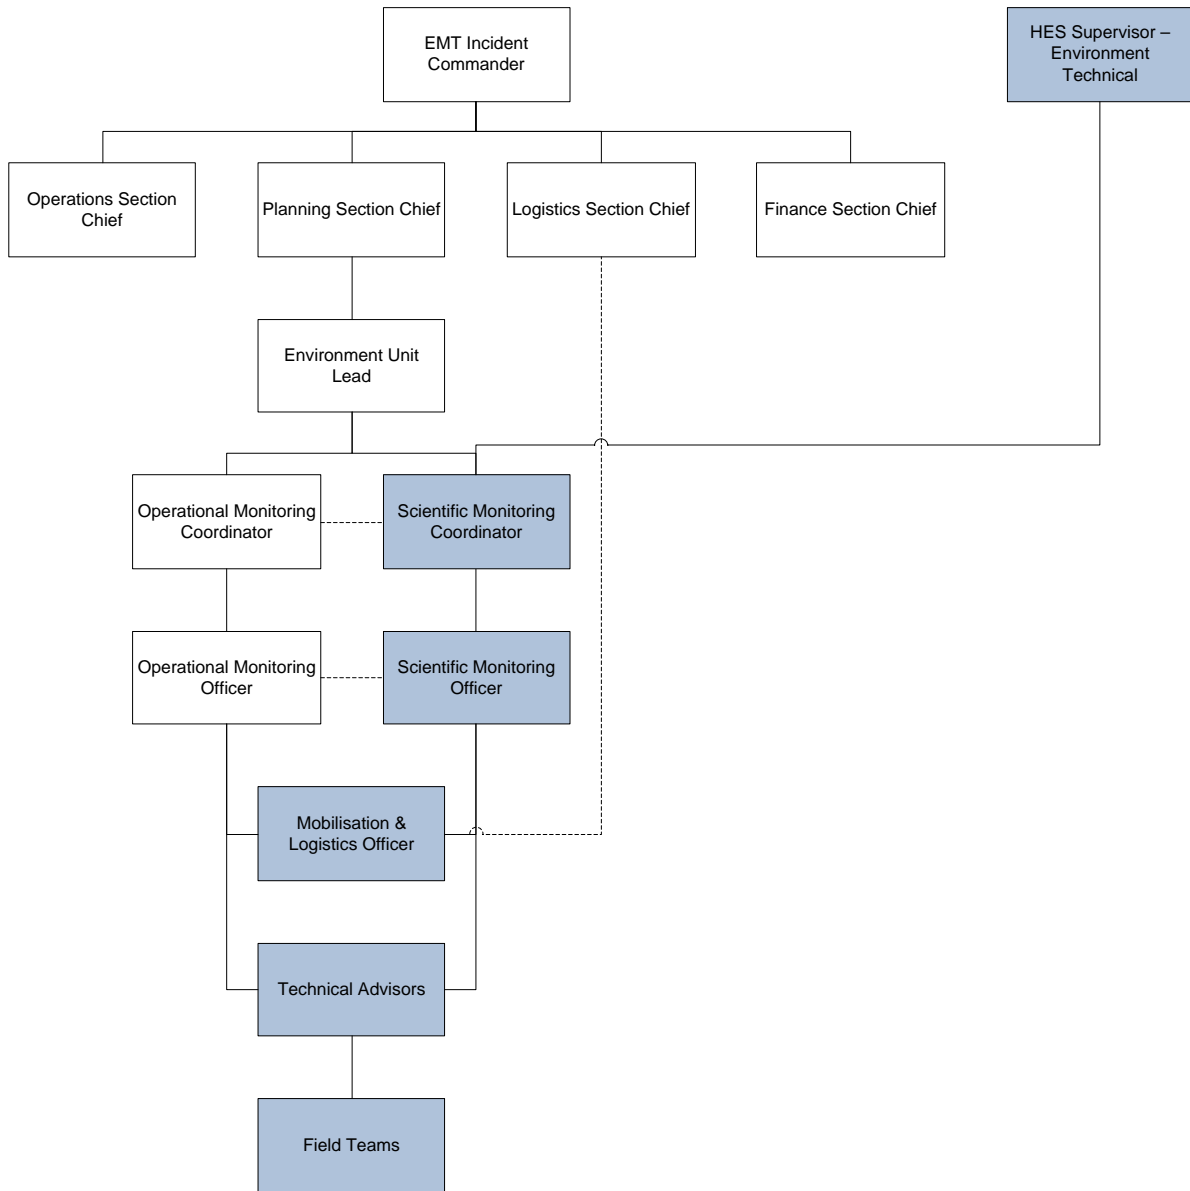 EMT Incident
Commander
HES Supervisor –
Environment
Technical
Operations Section
Chief
Planning Section Chief
Logistics Section Chief
Finance Section Chief
Environment Unit
Lead
Operational Monitoring
Coordinator
Scientific Monitoring
Coordinator
Operational Monitoring
Officer
Scientific Monitoring
Officer
Mobilisation &
Logistics Officer
Technical Advisors
Field Teams